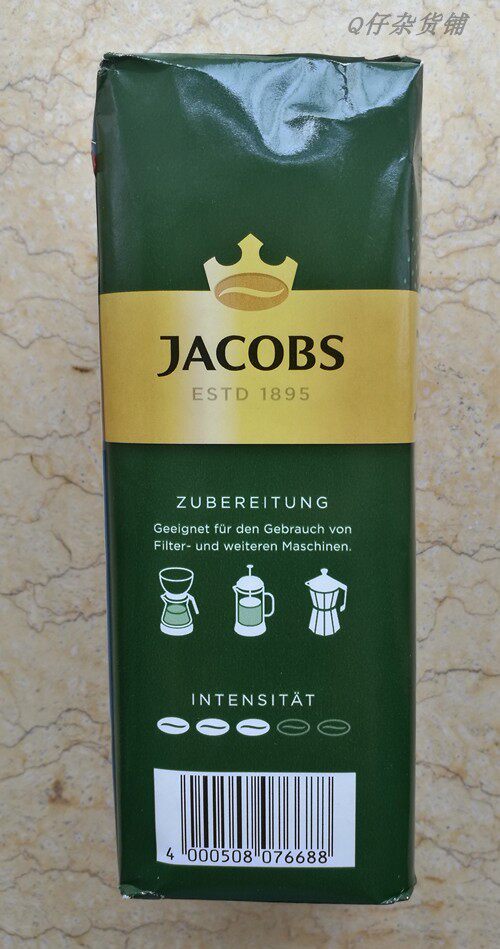 Q仔杂货铺
JACOBS
ESTD 1895
ZUBEREITUNG
Geeignet für den Gebrauch von
Filter- und weiteren Maschinen.
INTENSITÄT
4 000508 076688